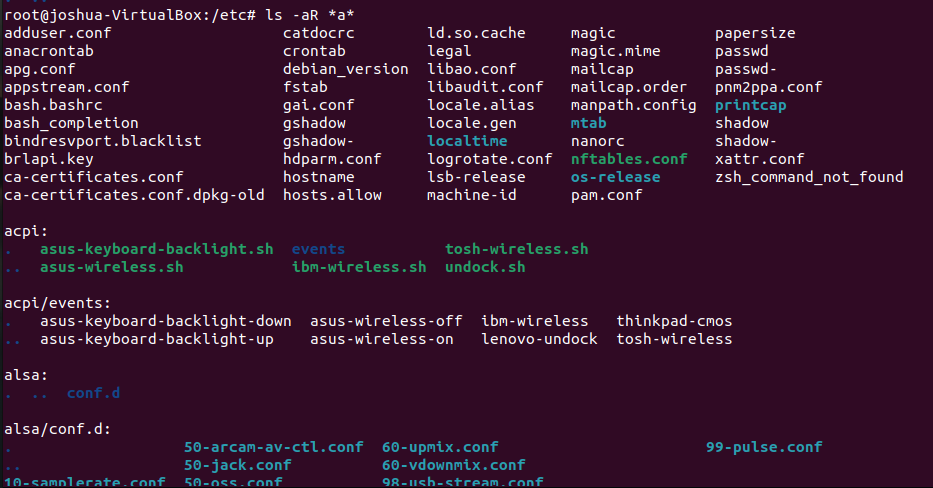 root@joshua-VirtualBox:/etc# ls -aR *a*
adduser.conf catdocrc ld.so.cache magic papersize
anacrontab crontab legal magic.mime passwd
apg.conf debian_version libao.conf mailcap passwd-
appstream.conf fstab libaudit.conf mailcap.order pnm2ppa.conf
bash.bashrc gai.conf locale.alias manpath.config printcap
bash_completion gshadow locale.gen mtab shadow
bindresvport.blacklist gshadow- localtime nanorc shadow-
brlapi.key hdparm.conf logrotate.conf nftables.conf xattr.conf
ca-certificates.conf hostname lsb-release os-release zsh_command_not_found
ca-certificates.conf.dpkg-old hosts.allow machine-id pam.conf
acpi:
. asus-keyboard-backlight.sh events tosh-wireless.sh
.. asus-wireless.sh ibm-wireless.sh undock.sh
acpi/events:
. asus-keyboard-backlight-down asus-wireless-off ibm-wireless thinkpad-cmos
.. asus-keyboard-backlight-up asus-wireless-on lenovo-undock tosh-wireless
alsa:
. .. conf.d
alsa/conf.d:
. 50-arcam-av-ctl.conf 60-upmix.conf 99-pulse.conf
.. 50-jack.conf 60-vdownmix.conf
10-samplerate.conf 50-oss.conf 98-usb-stream.conf